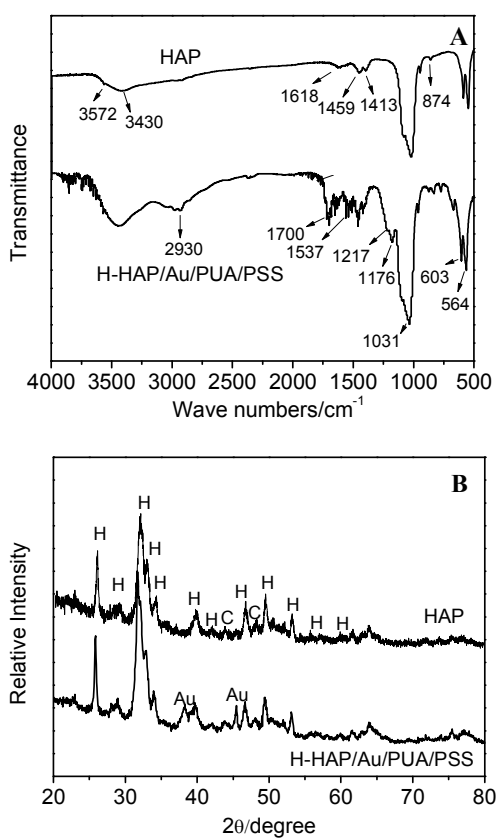 A
HAP
3572
3430
1618
1459
1413
874
2930
H-HAP/Au/PUA/PSS
1700
1537
1217
1176
1031
603
564
Transmittance
4000 3500 3000 2500 2000 1500 1000 500
Wave numbers/cm-1
B
H
H
H
H
H
H
H
C
H
C
H
H
H
H
HAP
Au
Au
H-HAP/Au/PUA/PSS
Relative Intensity
20 30 40 50 60 70 80
2θ/degree